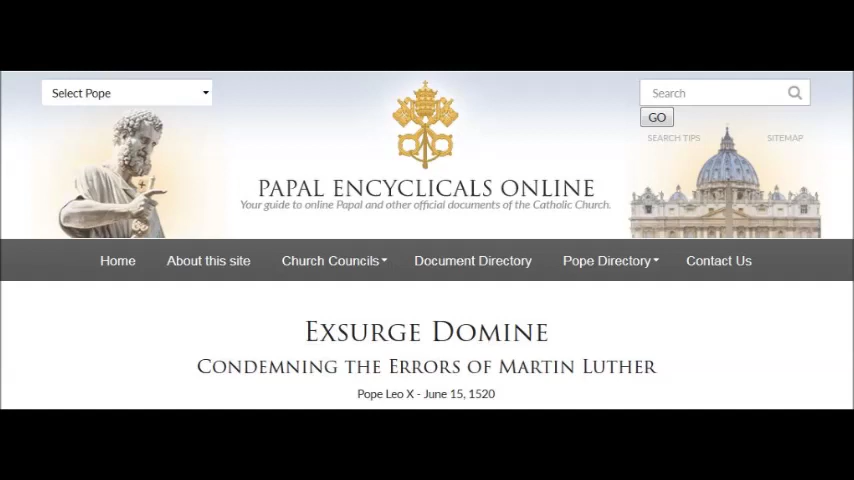 Select Pope
Search
GO
SEARCH TIPS
SITEMAP
PAPAL ENCYCLICALS ONLINE
Your guide to online Papal and other official documents of the Catholic Church.
Home
About this site
Church Councils
Document Directory
Pope Directory
Contact Us
EXSURGE DOMINE
CONDEMNING THE ERRORS OF MARTIN LUTHER
Pope Leo X - June 15, 1520